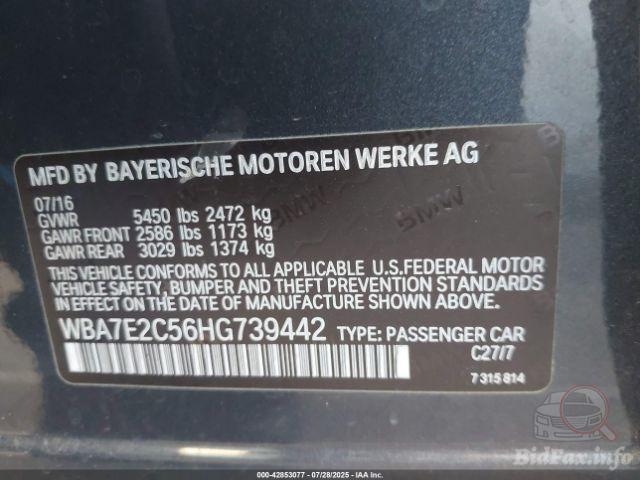 MFD BY BAYERISCHE MOTOREN WERKE AG
07/16
GVWR 5450 lbs 2472 kg
GAWR FRONT 2586 lbs 1173 kg
GAWR REAR 3029 lbs 1374 kg
THIS VEHICLE CONFORMS TO ALL APPLICABLE U.S.FEDERAL MOTOR
VEHICLE SAFETY, BUMPER AND THEFT PREVENTION STANDARDS
IN EFFECT ON THE DATE OF MANUFACTURE SHOWN ABOVE.
WBA7E2C56HG739442 TYPE: PASSENGER CAR
C27/7
7 315 814
BMW
BMW
BidFax.info
000-42853077 | 07/28/2025 - IAA Inc.